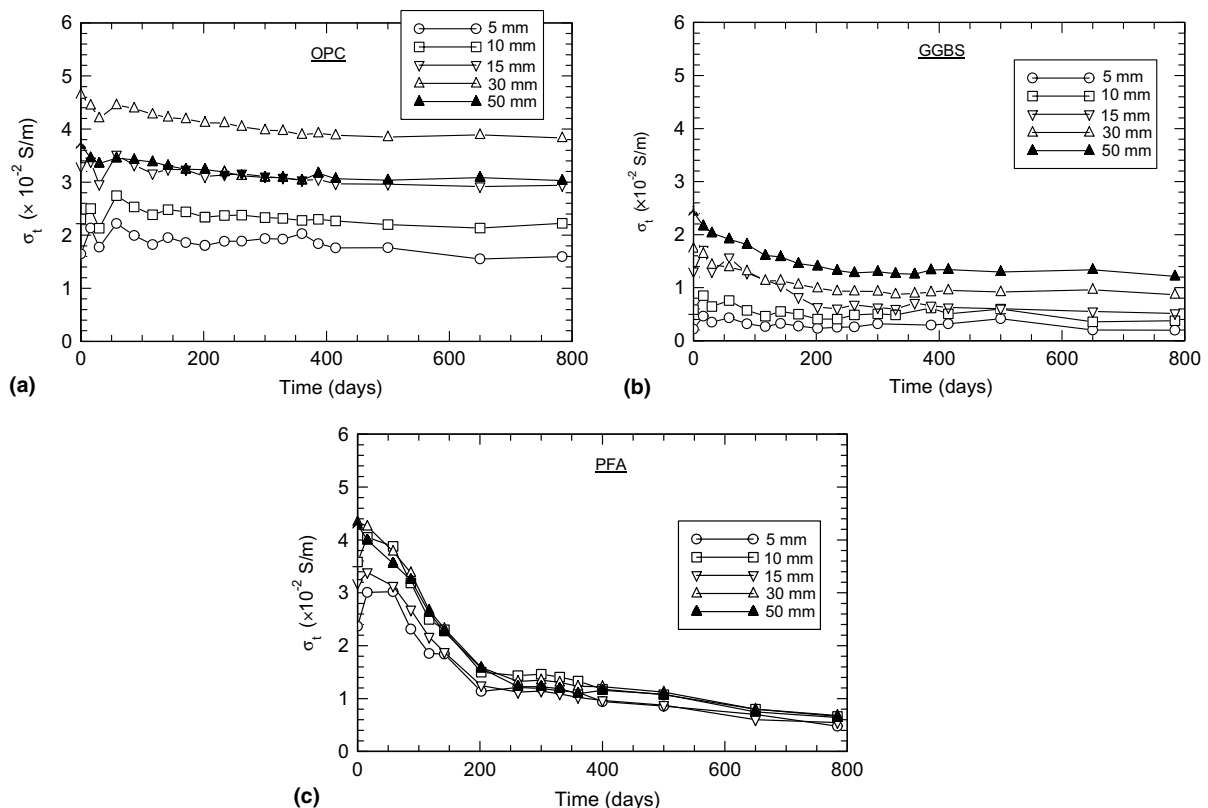 6
5
4
3
2
1
0
σt (× 10-2 S/m)
OPC
5 mm
10 mm
15 mm
30 mm
50 mm
0 200 400 600 800
Time (days)
(a)
6
5
4
3
2
1
0
σt (×10-2 S/m)
GGBS
5 mm
10 mm
15 mm
30 mm
50 mm
0 200 400 600 800
Time (days)
(b)
6
5
4
3
2
1
0
σt (×10-2 S/m)
PFA
5 mm
10 mm
15 mm
30 mm
50 mm
0 200 400 600 800
Time (days)
(c)